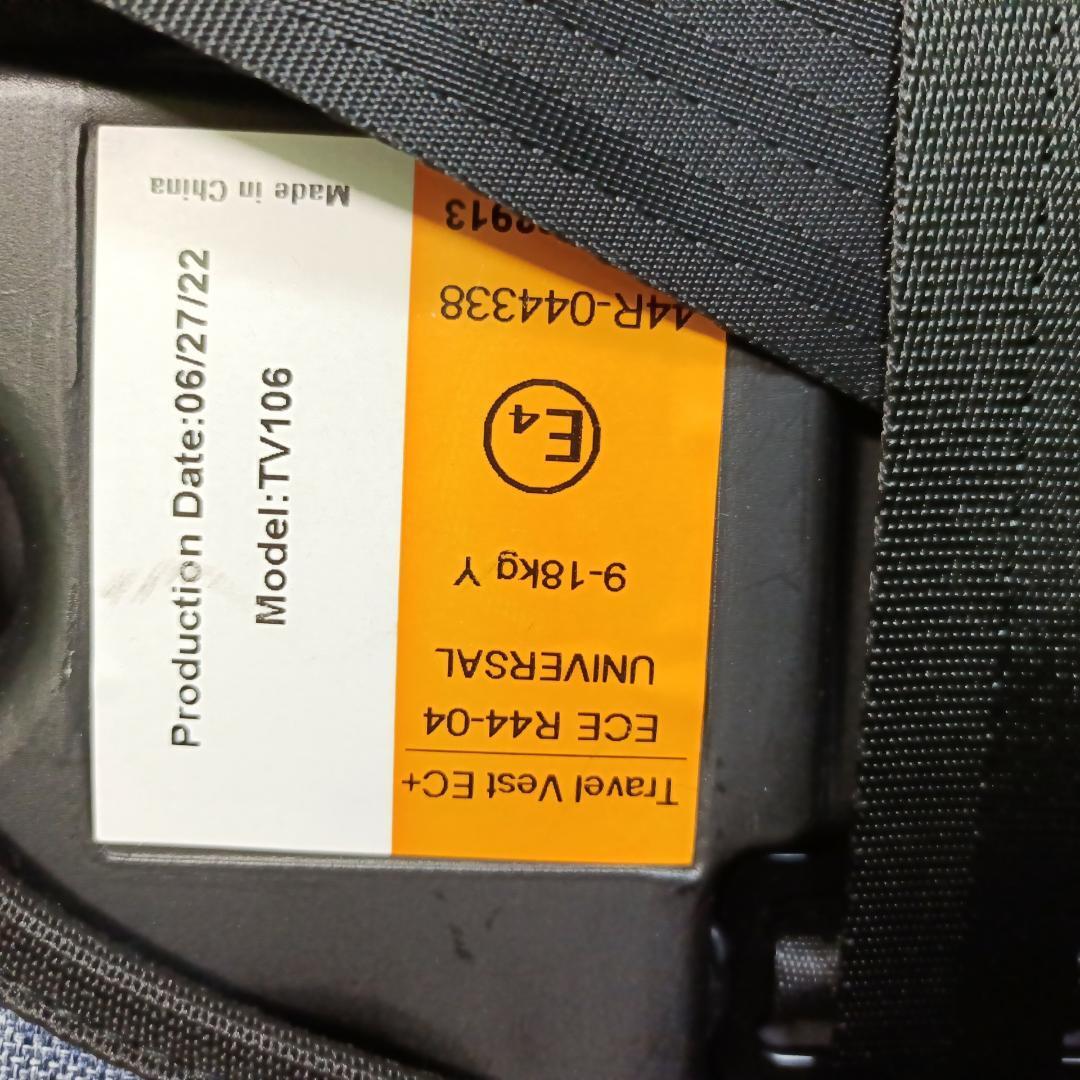 Travel Vest EC+
ECE R44-04
UNIVERSAL
9-18kg Y
E4
44R-044338
Made in China
Production Date:06/27/22
Model:TV106